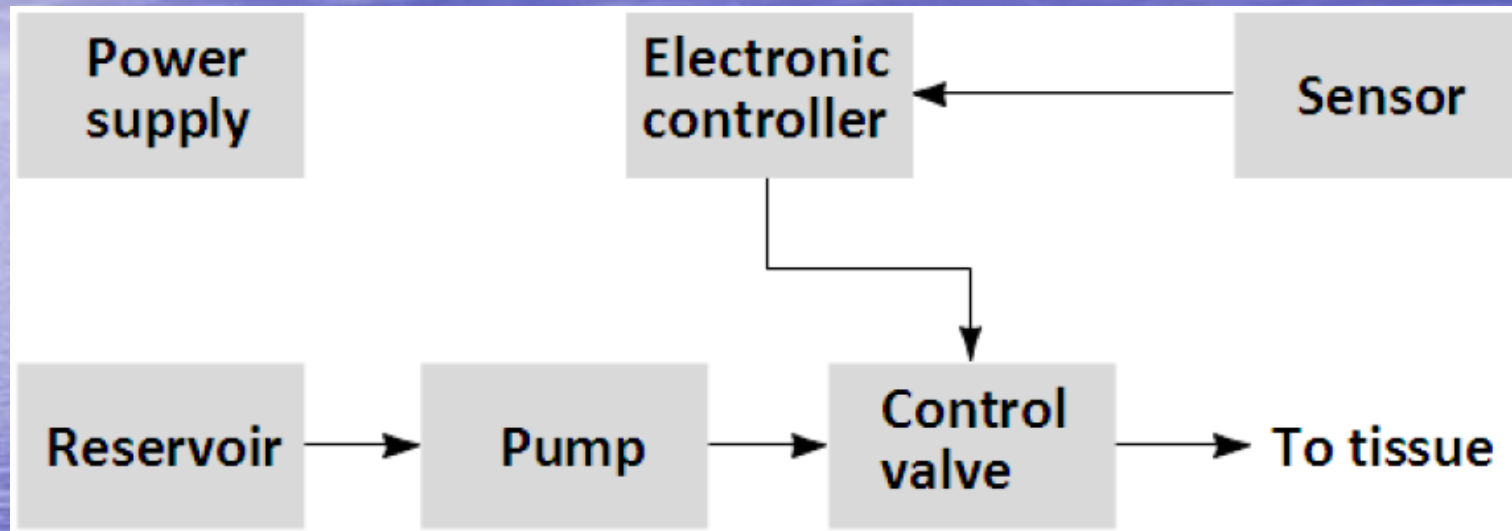 Power
supply
Electronic
controller
Sensor
Reservoir
Pump
Control
valve
To tissue